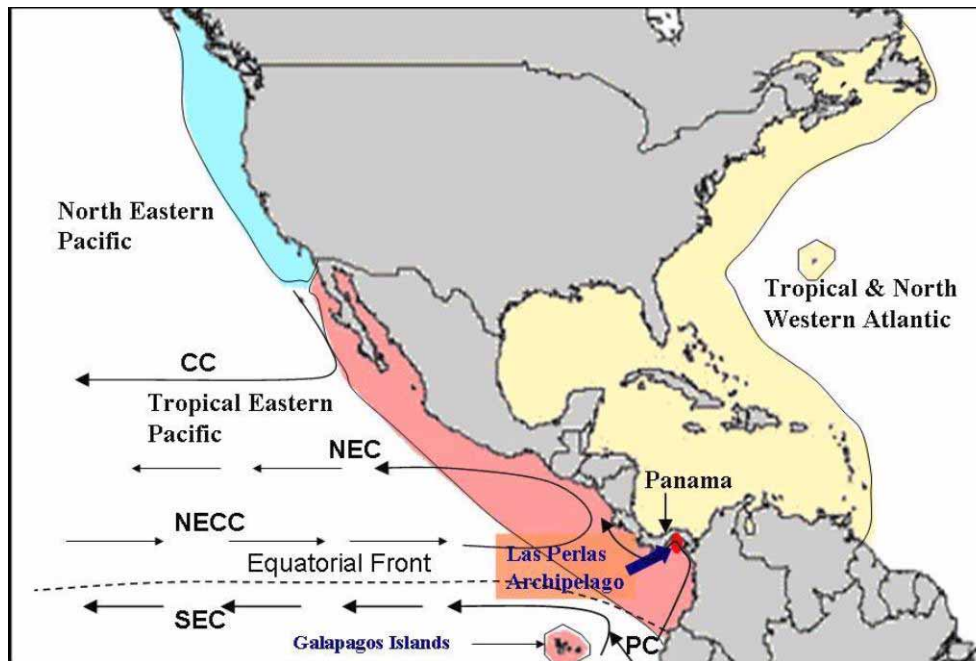 North Eastern
Pacific
Tropical & North
Western Atlantic
CC
Tropical Eastern
Pacific
NEC
Panama
NECC
Las Perlas
Archipelago
Equatorial Front
SEC
Galapagos Islands
PC